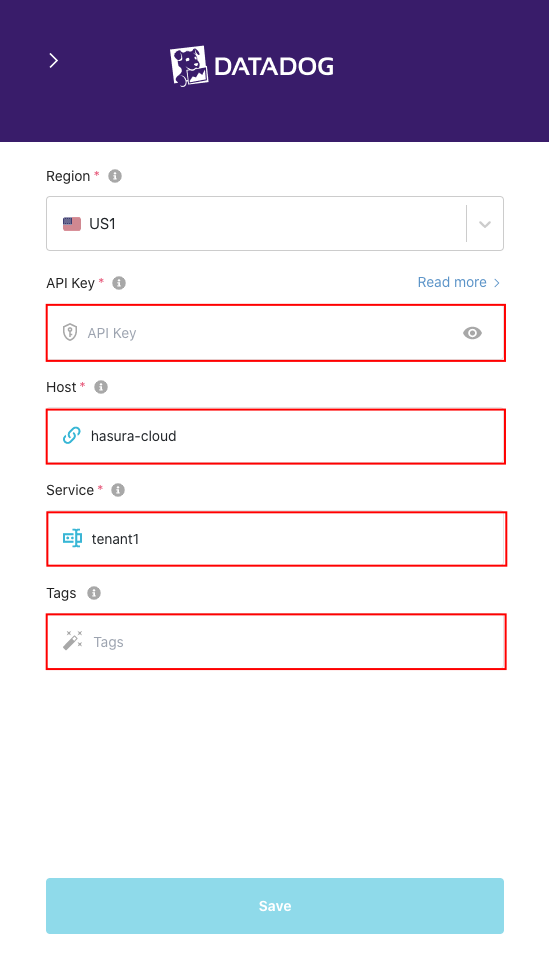 DATADOG
Region *
US1
API Key *
Read more
API Key
Host *
hasura-cloud
Service *
tenant1
Tags
Tags
Save